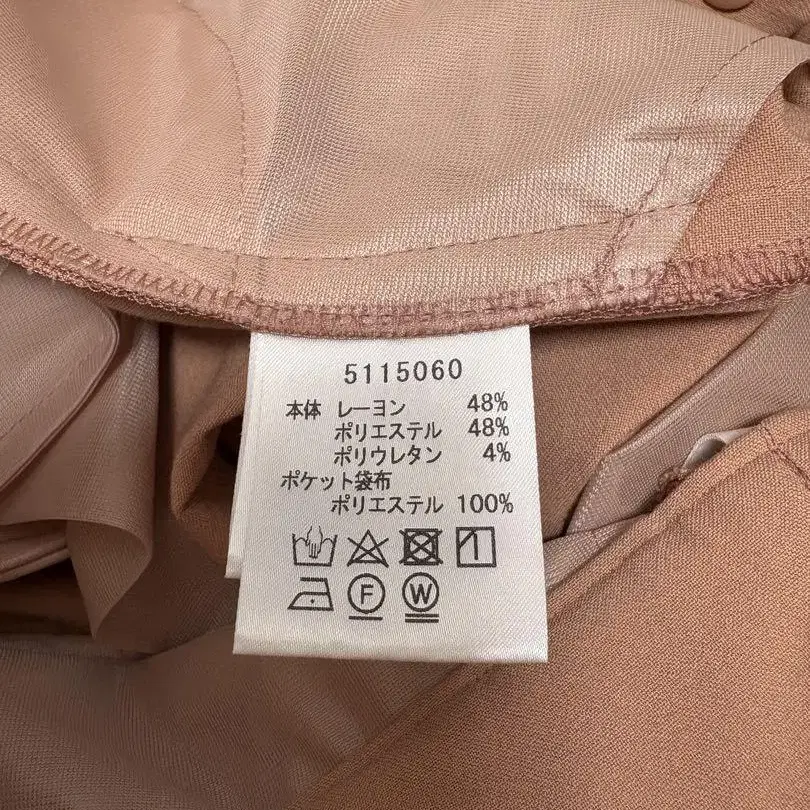 5115060
本体 レーヨン 48%
ポリエステル 48%
ポリウレタン 4%
ポケット袋布
ポリエステル 100%
F W